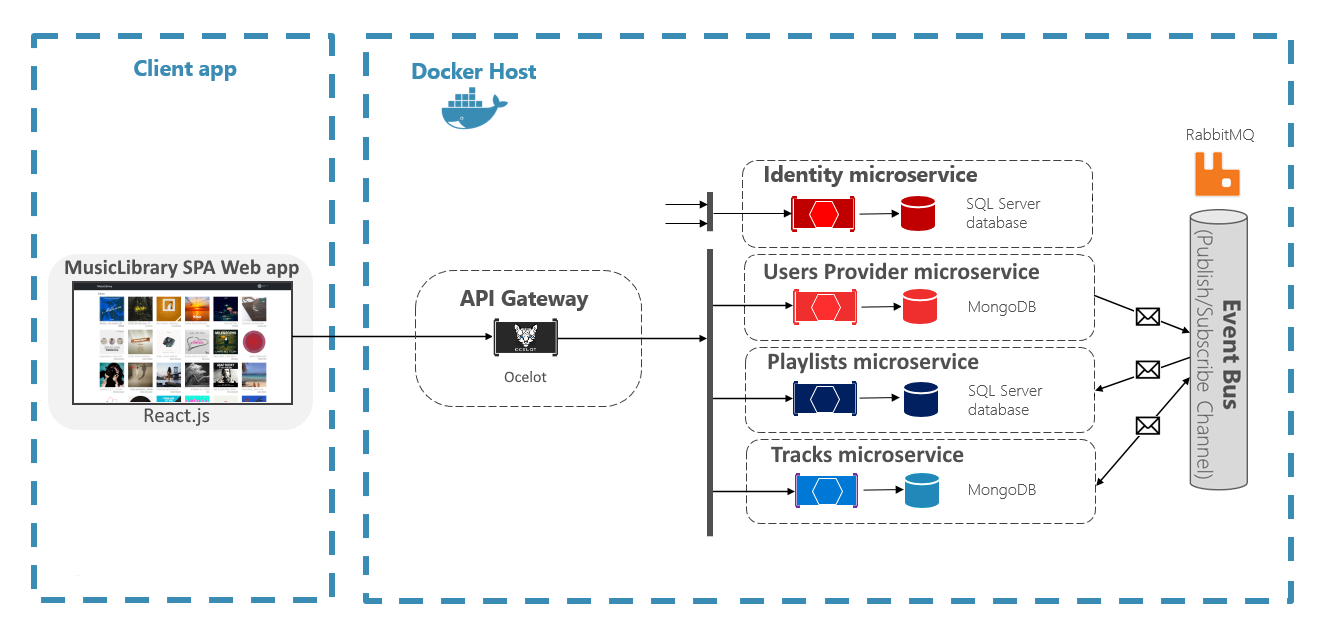 Client app
MusicLibrary SPA Web app
React.js
Docker Host
API Gateway
OCELOT
Ocelot
Identity microservice
SQL Server
database
Users Provider microservice
MongoDB
Playlists microservice
SQL Server
database
Tracks microservice
MongoDB
RabbitMQ
Event Bus
(Publish/Subscribe Channel)